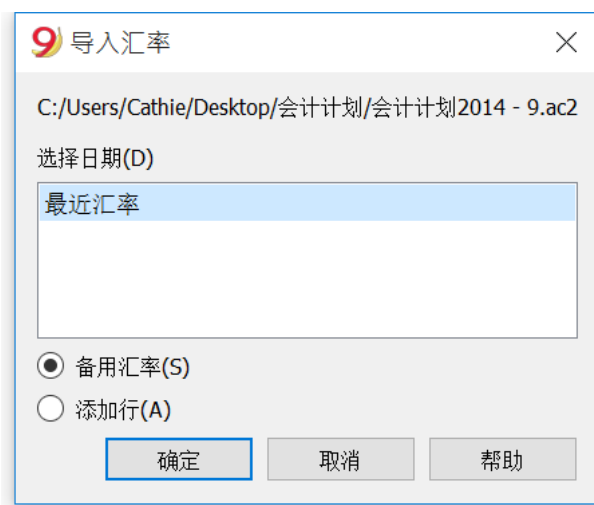 9 导入汇率
C:/Users/Cathie/Desktop/会计计划/会计计划2014 - 9.ac2
选择日期(D)
最近汇率
备用汇率(S)
添加行(A)
确定 取消 帮助